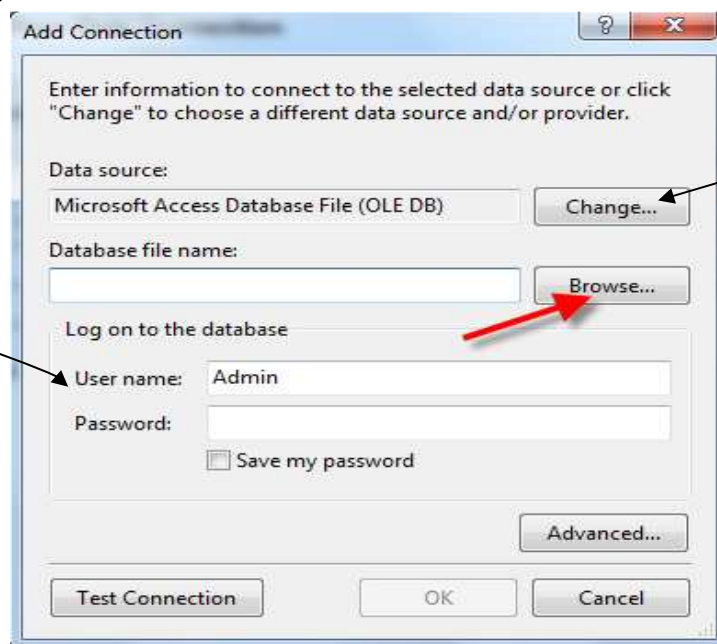 Add Connection
Enter information to connect to the selected data source or click
"Change" to choose a different data source and/or provider.
Data source:
Microsoft Access Database File (OLE DB)
Change...
Database file name:
Browse...
Log on to the database
User name: Admin
Password:
Save my password
Advanced...
Test Connection OK Cancel